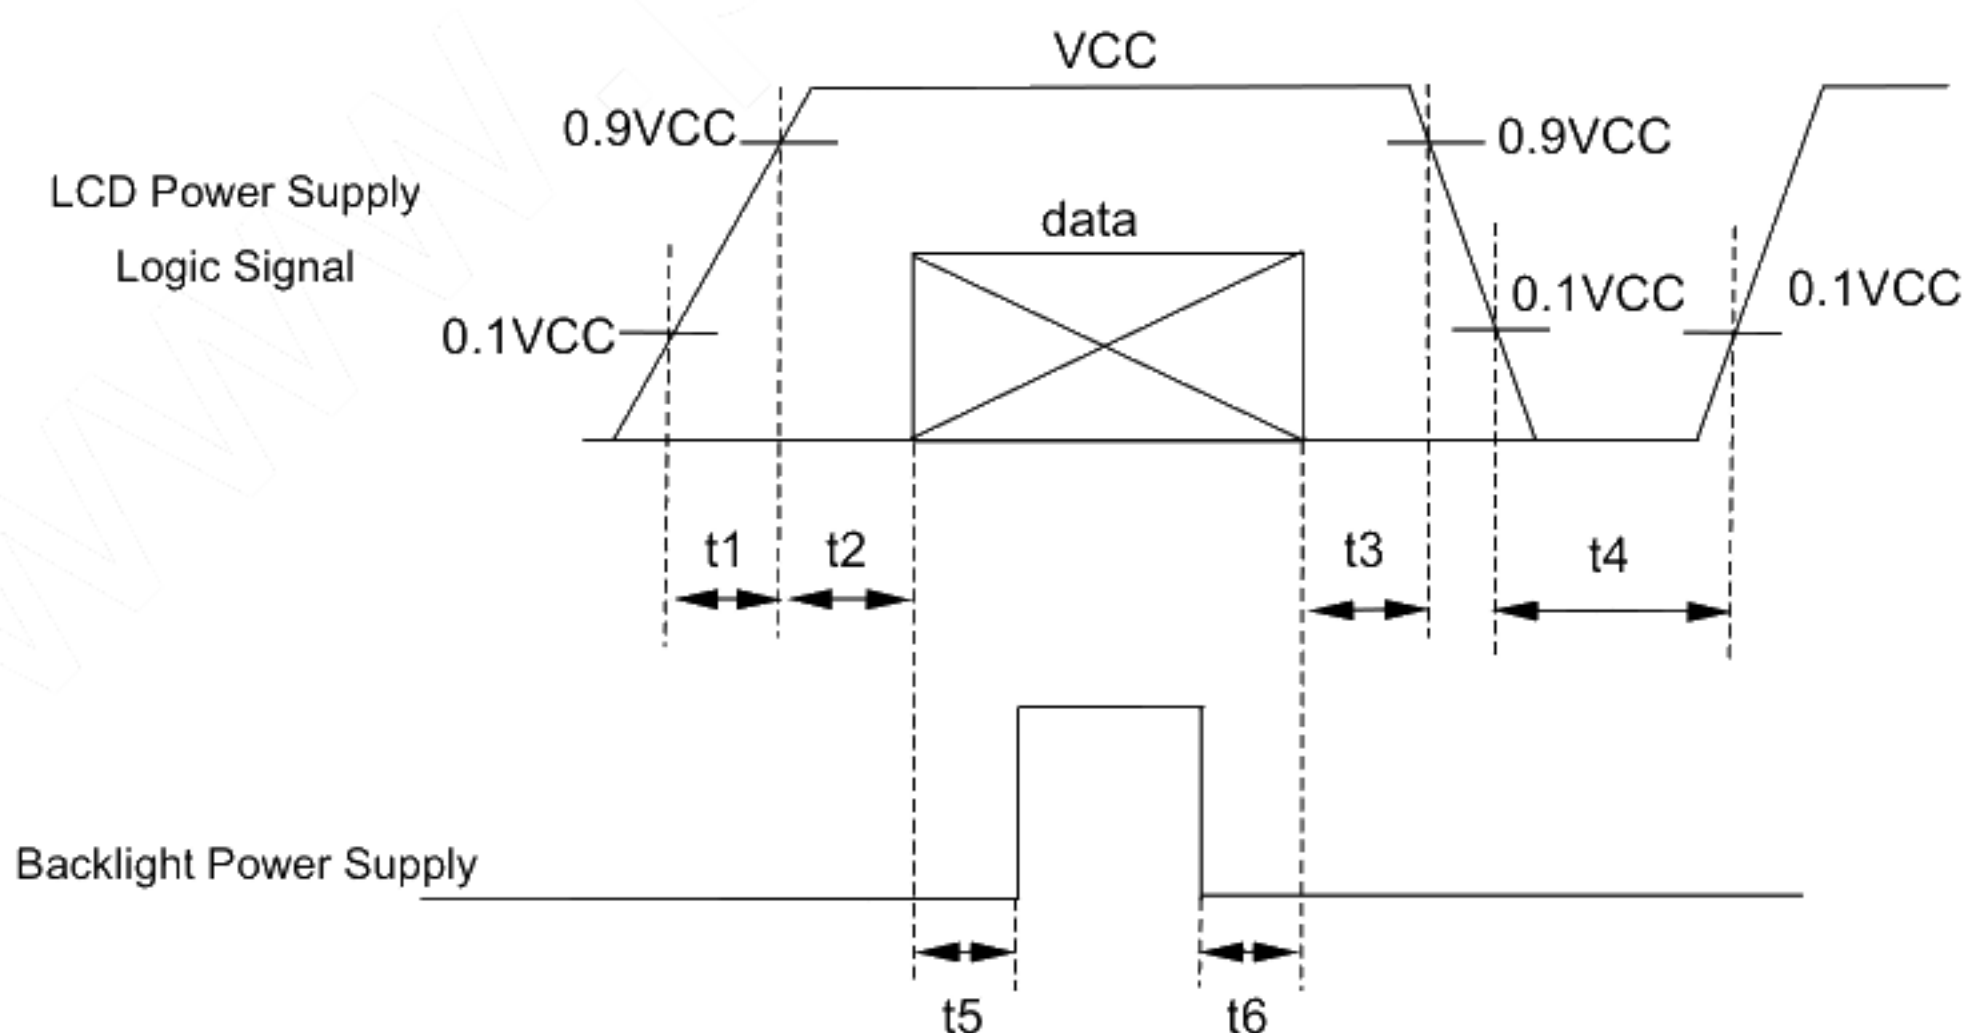 VCC
0.9VCC
0.9VCC
LCD Power Supply
data
Logic Signal
0.1VCC
0.1VCC
0.1VCC
t1
t2
t3
t4
Backlight Power Supply
t5
t6